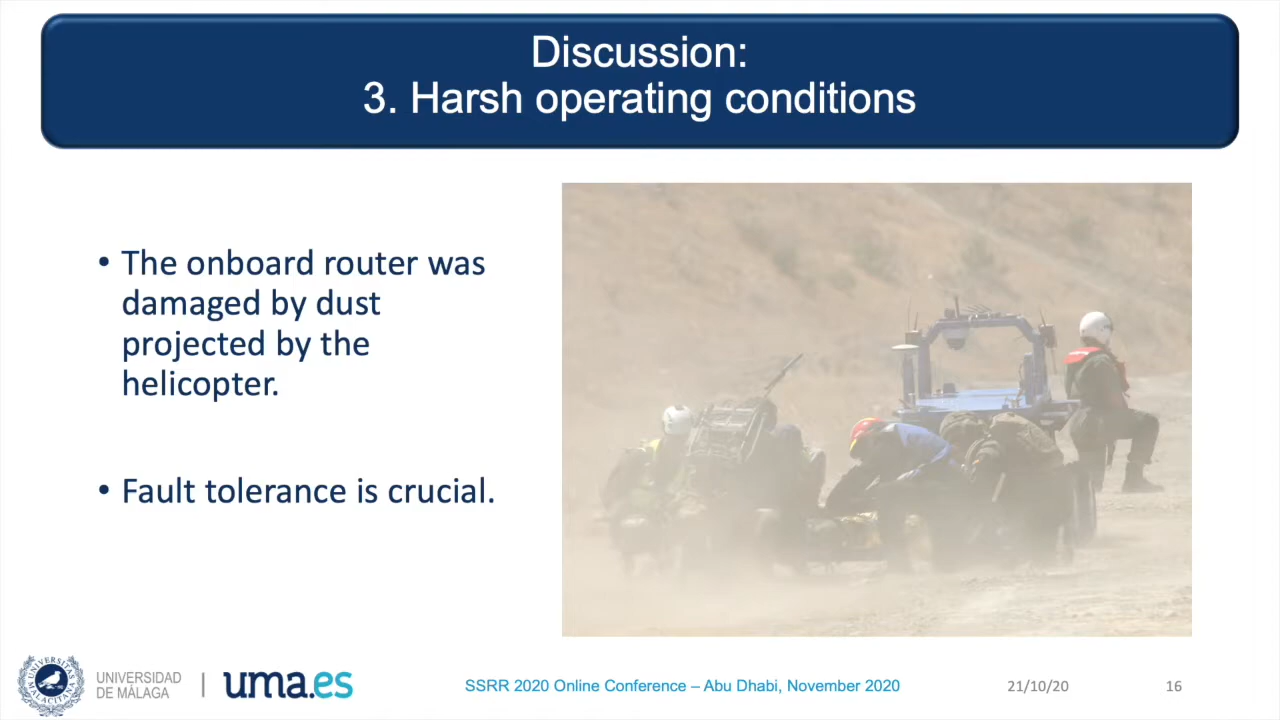 Discussion:
3. Harsh operating conditions
• The onboard router was
damaged by dust
projected by the
helicopter.
• Fault tolerance is crucial.
UNIVERSIDAD
DE MÁLAGA
uma.es
SSRR 2020 Online Conference – Abu Dhabi, November 2020
21/10/20
16